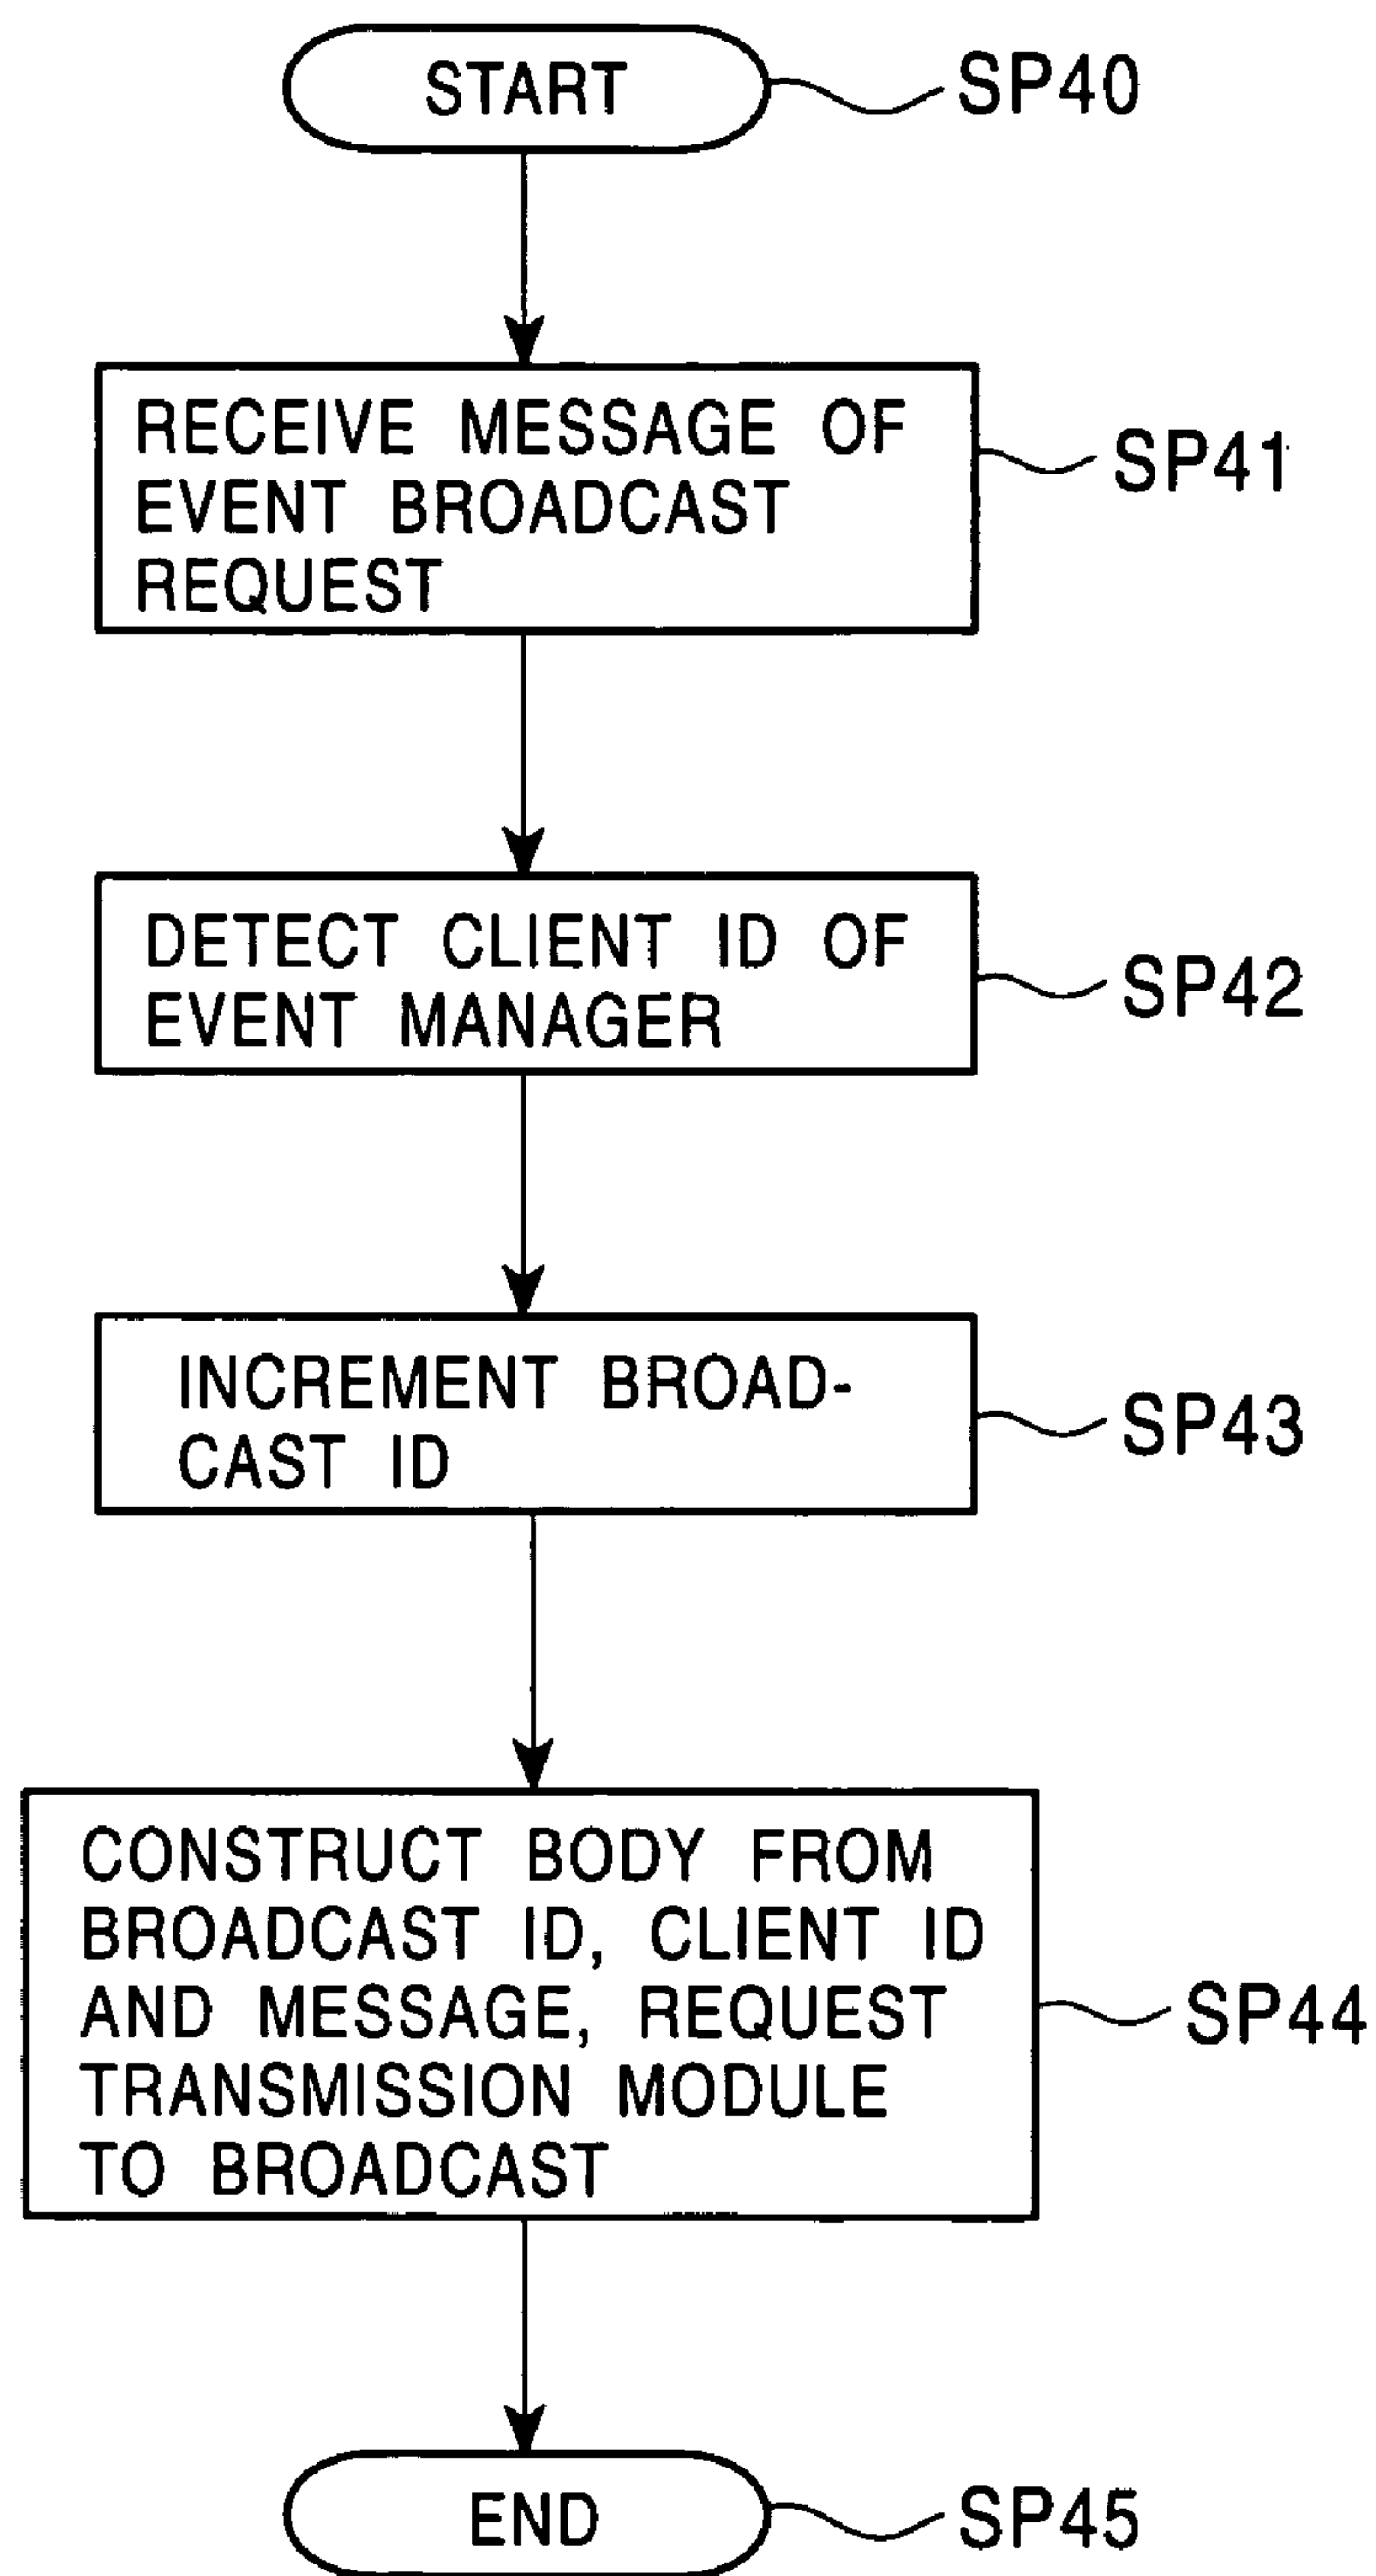 START
SP40
RECEIVE MESSAGE OF
EVENT BROADCAST
REQUEST
SP41
DETECT CLIENT ID OF
EVENT MANAGER
SP42
INCREMENT BROAD-
CAST ID
SP43
CONSTRUCT BODY FROM
BROADCAST ID, CLIENT ID
AND MESSAGE, REQUEST
TRANSMISSION MODULE
TO BROADCAST
SP44
END
SP45